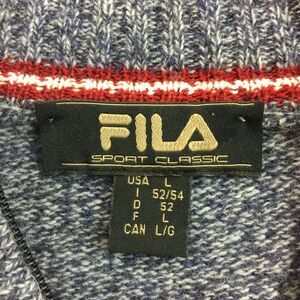 FILA
SPORT CLASSIC
USA L
I 52/54
D 52
F L
CAN L/G